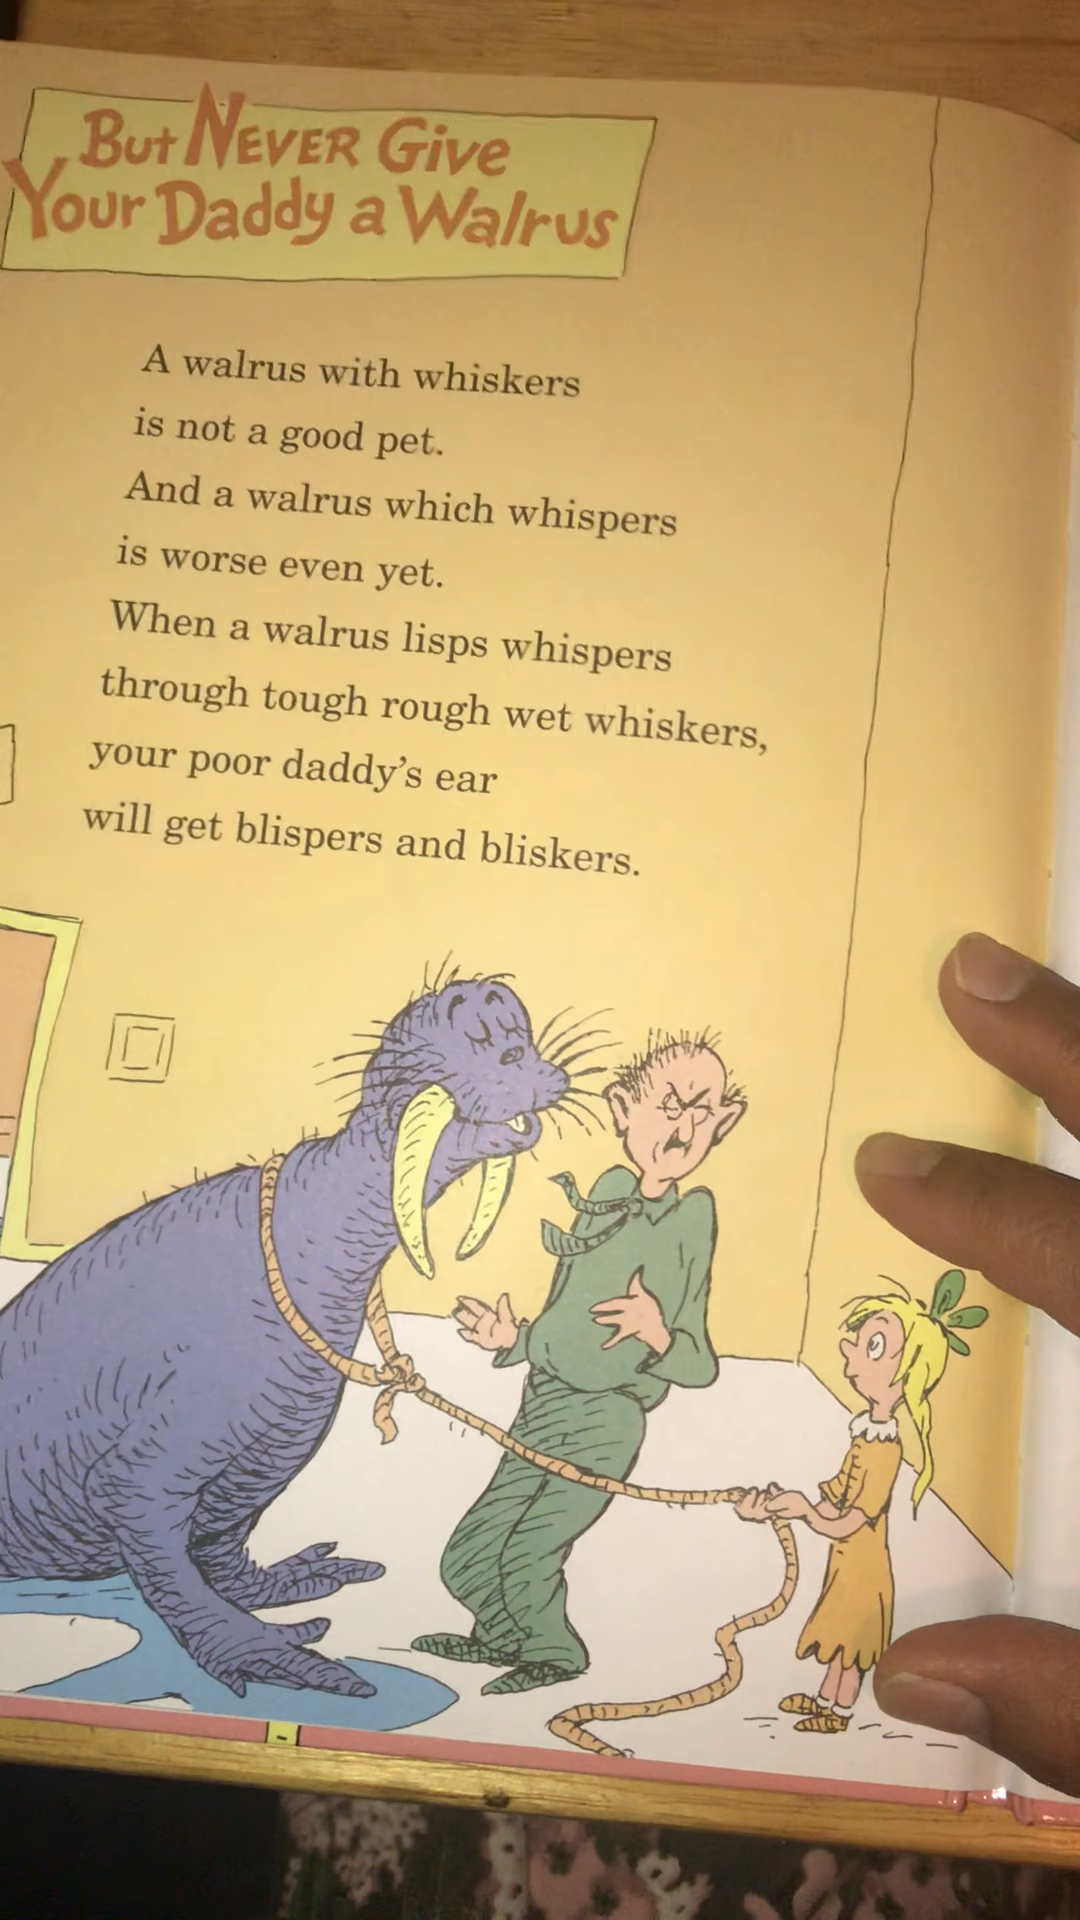 But NEVER Give
Your Daddy a Walrus
A walrus with whiskers
is not a good pet.
And a walrus which whispers
is worse even yet.
When a walrus lisps whispers
through tough rough wet whiskers,
your poor daddy's ear
will get blispers and bliskers.